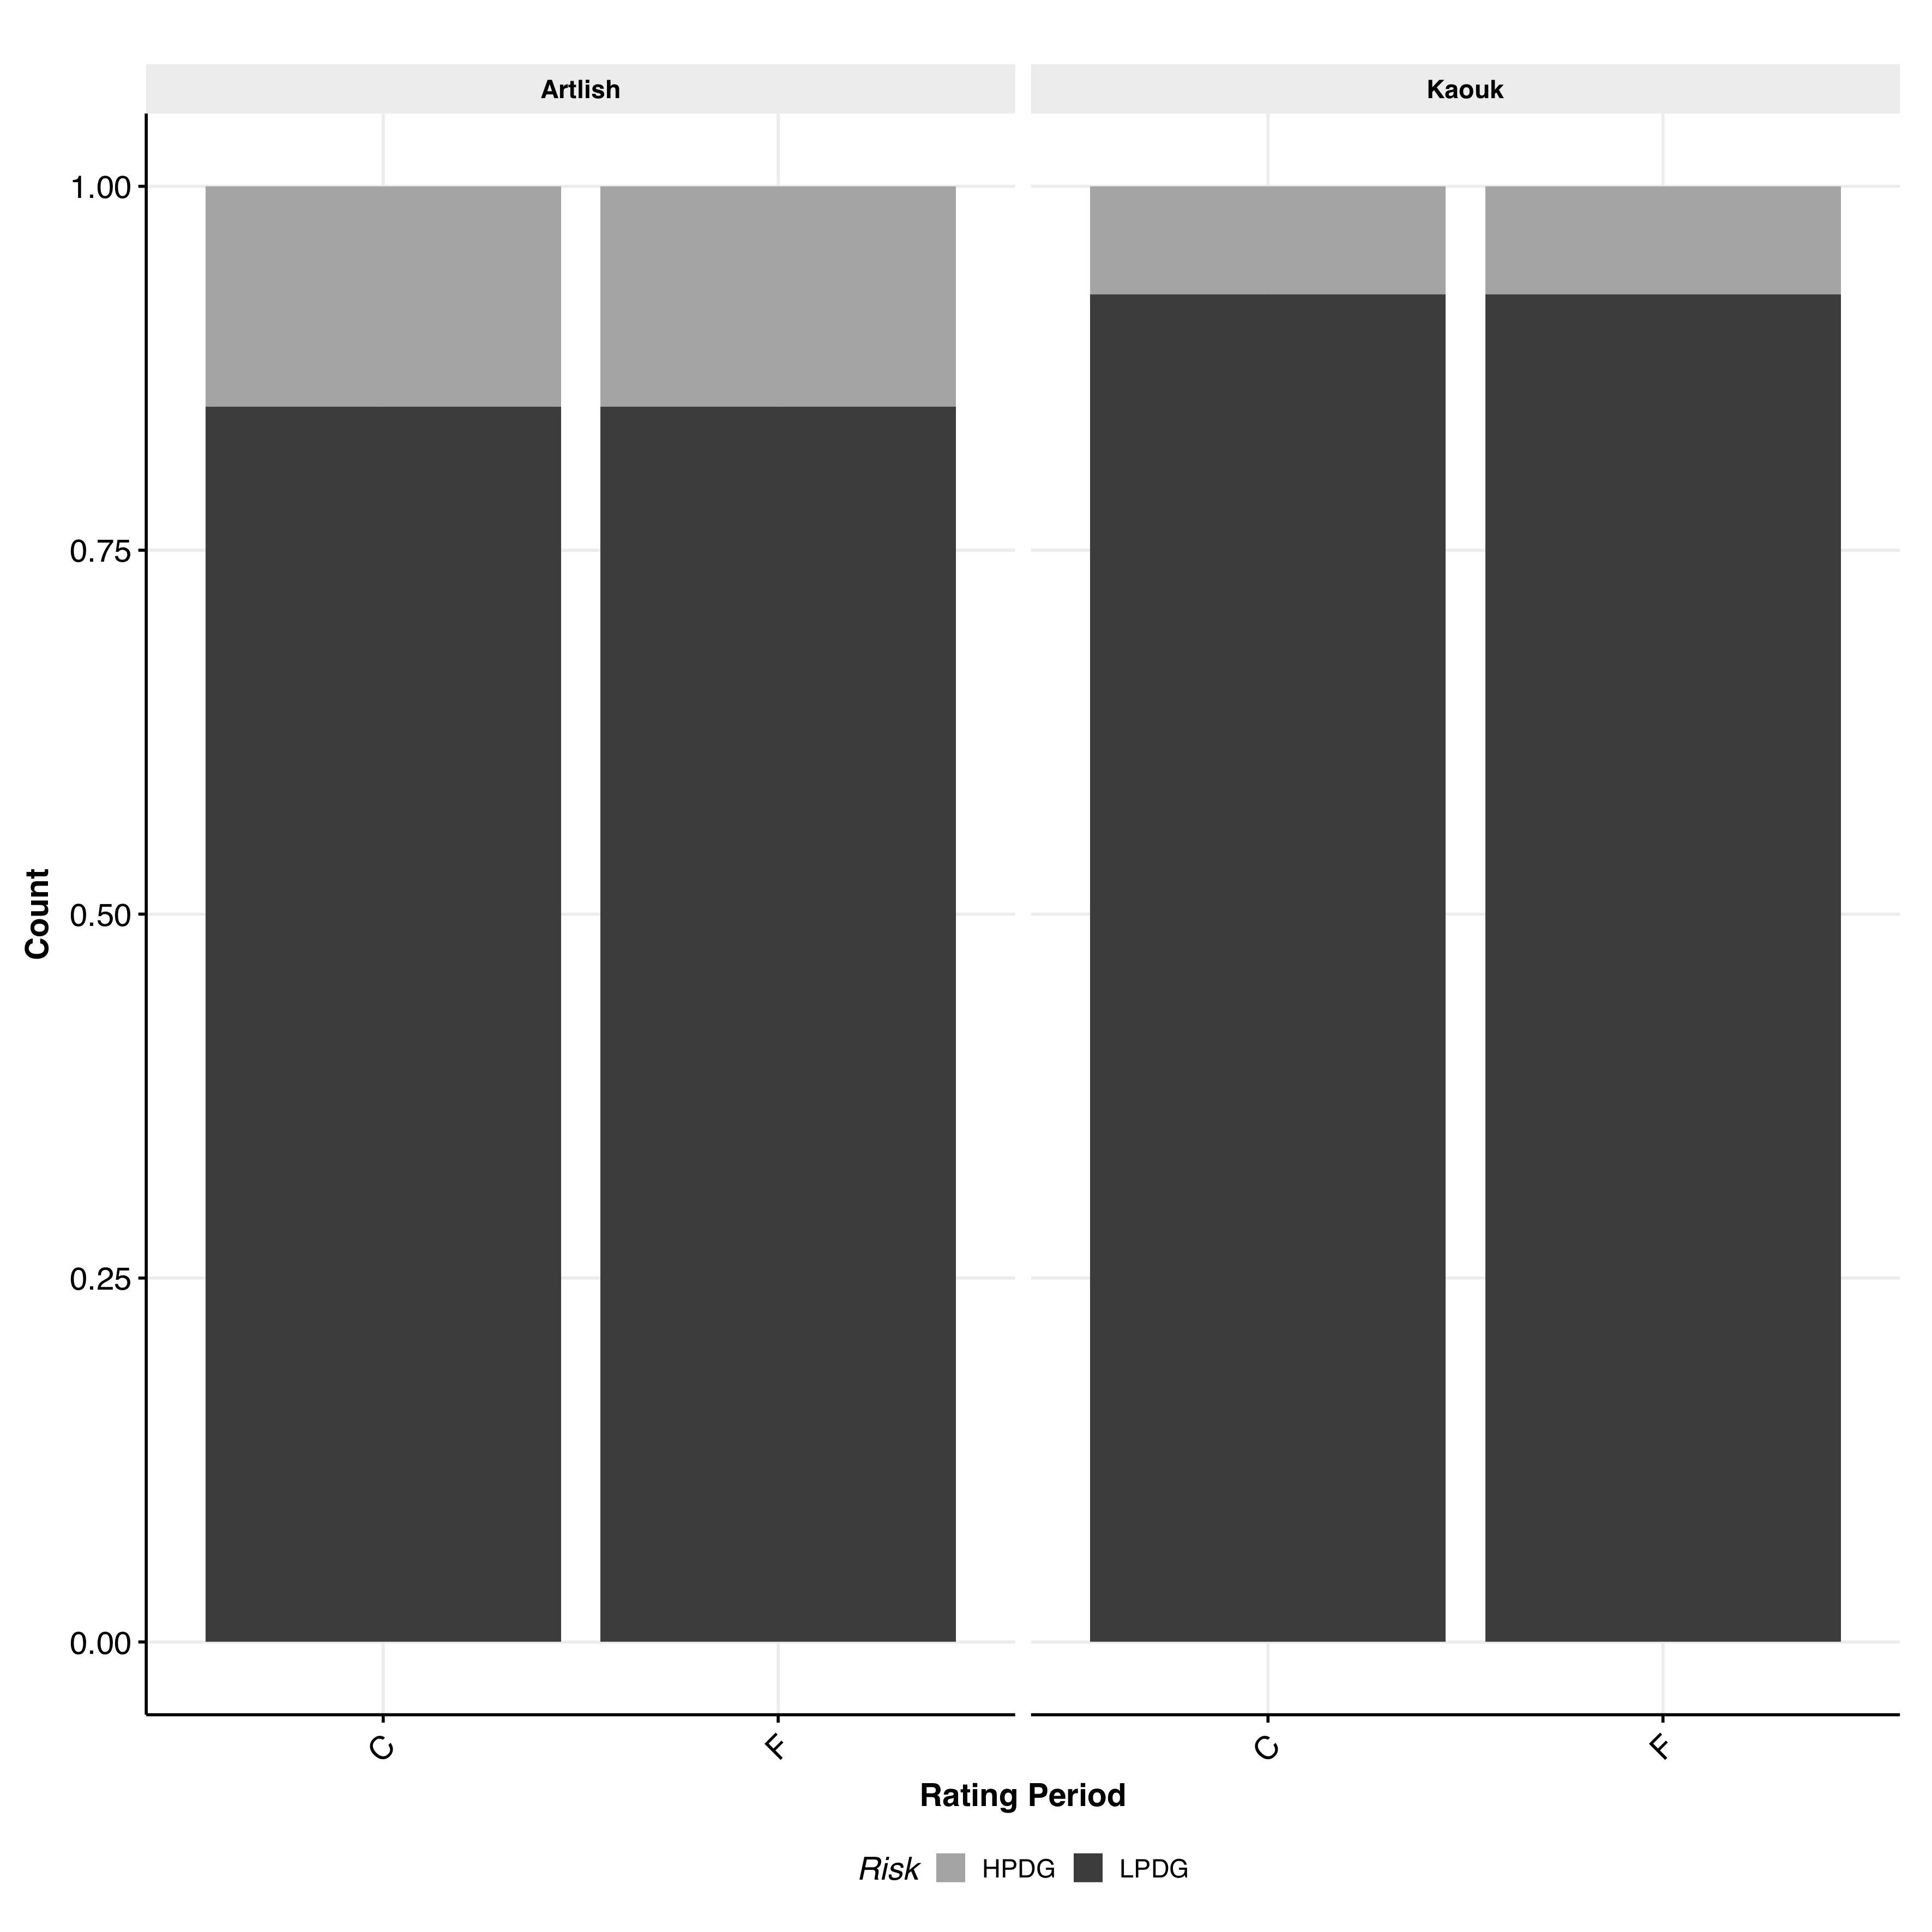 Artlish Kaouk
1.00
0.75
0.50
0.25
0.00
Count
C F C F
Rating Period
Risk HPDG LPDG